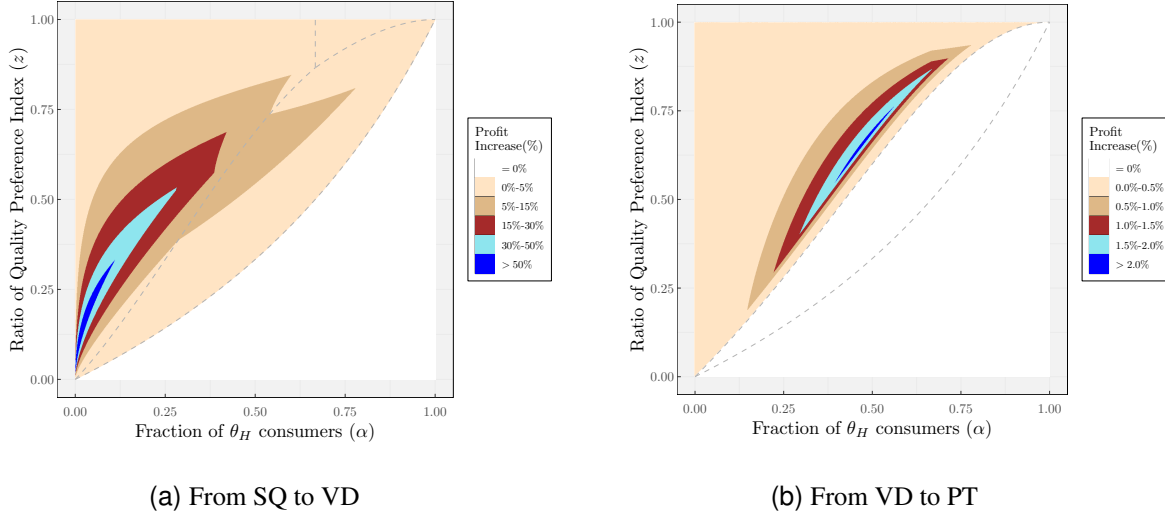 Ratio of Quality Preference Index (z)
1.00
0.75
0.50
0.25
0.00
0.00 0.25 0.50 0.75 1.00
Fraction of θ_H consumers (α)
Profit
Increase(%)
= 0%
0%-5%
5%-15%
15%-30%
30%-50%
> 50%
(a) From SQ to VD
Ratio of Quality Preference Index (z)
1.00
0.75
0.50
0.25
0.00
0.00 0.25 0.50 0.75 1.00
Fraction of θ_H consumers (α)
Profit
Increase(%)
= 0%
0.0%-0.5%
0.5%-1.0%
1.0%-1.5%
1.5%-2.0%
> 2.0%
(b) From VD to PT